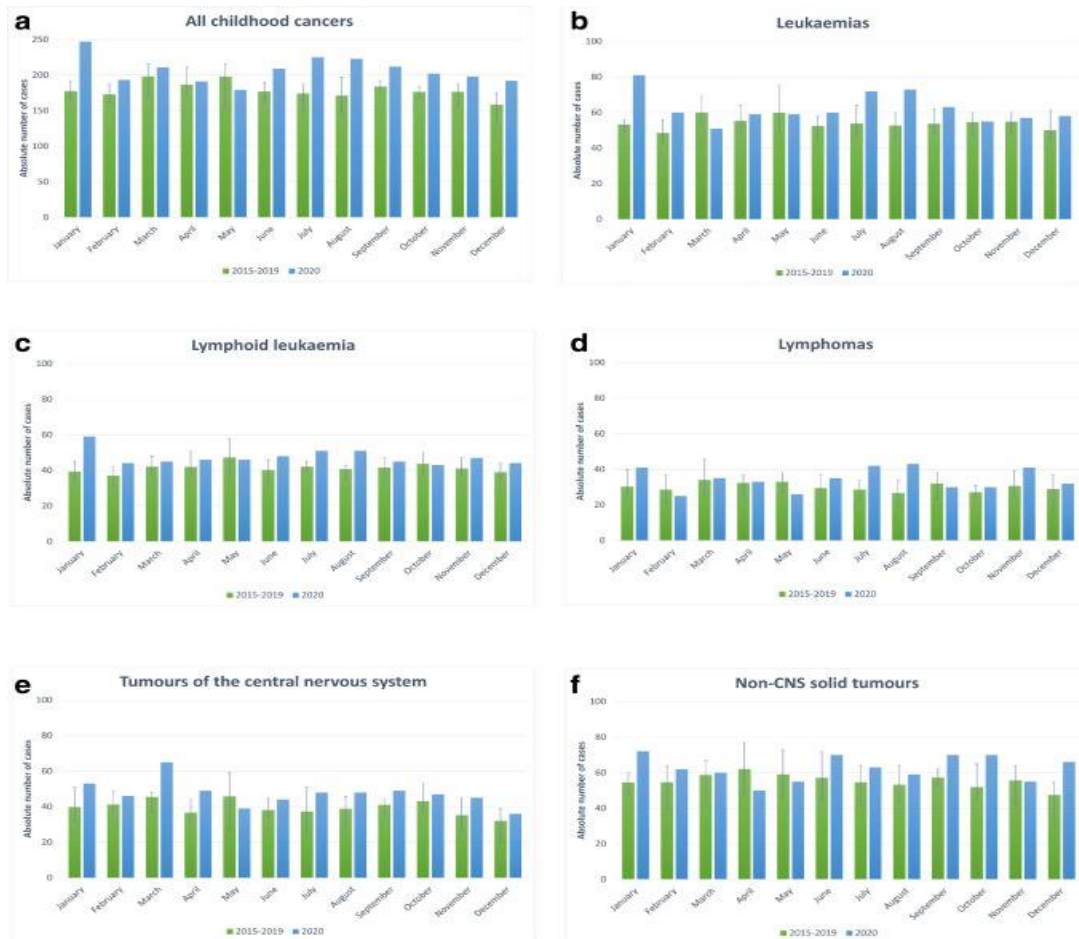 a
All childhood cancers
Absolute number of cases
250
200
150
100
50
0
January
February
March
April
May
June
July
August
September
October
November
December
2015-2019
2020
b
Leukaemias
Absolute number of cases
100
80
60
40
20
0
January
February
March
April
May
June
July
August
September
October
November
December
2015-2019
2020
c
Lymphoid leukaemia
Absolute number of cases
100
80
60
40
20
0
January
February
March
April
May
June
July
August
September
October
November
December
2015-2019
2020
d
Lymphomas
Absolute number of cases
100
80
60
40
20
0
January
February
March
April
May
June
July
August
September
October
November
December
2015-2019
2020
e
Tumours of the central nervous system
Absolute number of cases
100
80
60
40
20
0
January
February
March
April
May
June
July
August
September
October
November
December
2015-2019
2020
f
Non-CNS solid tumours
Absolute number of cases
100
80
60
40
20
0
January
February
March
April
May
June
July
August
September
October
November
December
2015-2019
2020